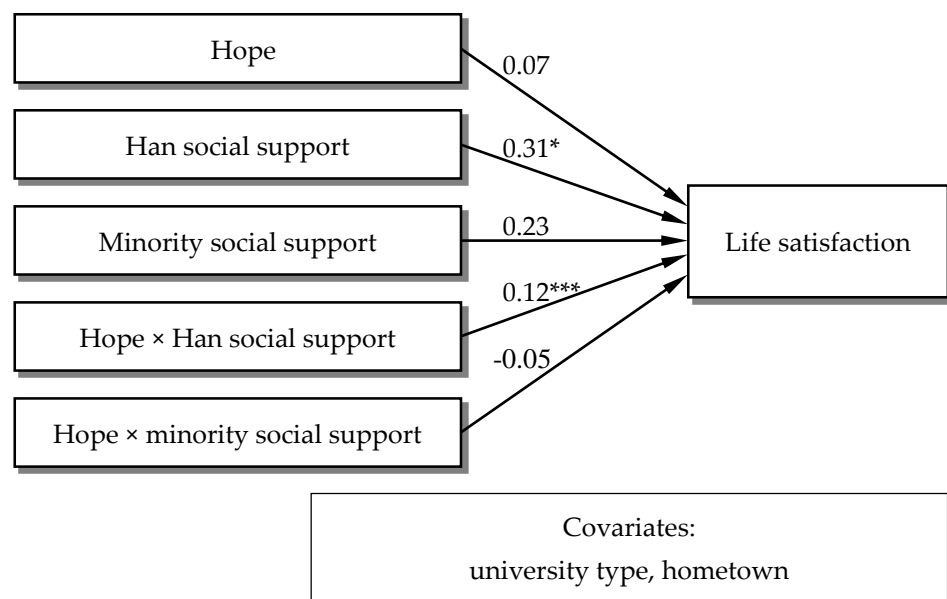 Hope
0.07
Han social support
0.31*
Minority social support
0.23
Life satisfaction
Hope × Han social support
0.12***
Hope × minority social support
-0.05
Covariates:
university type, hometown